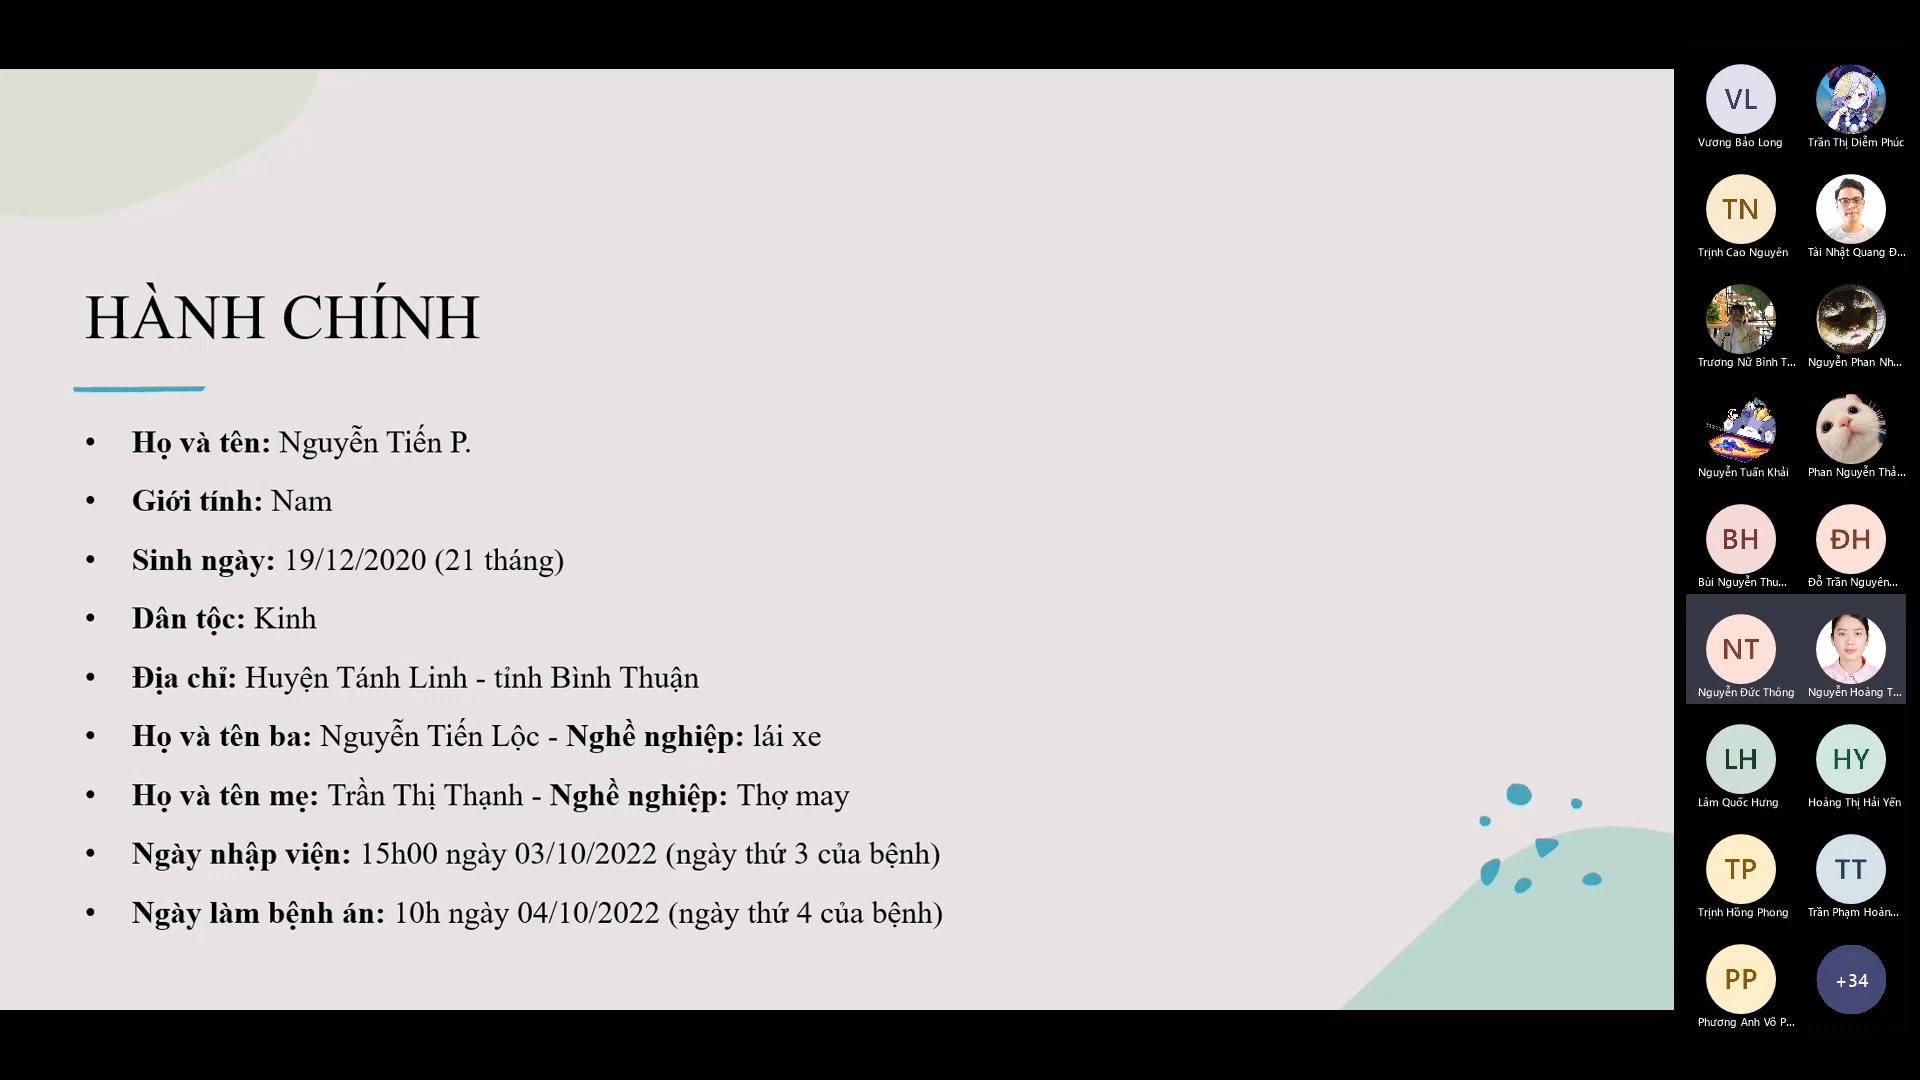 HÀNH CHÍNH
• Họ và tên: Nguyễn Tiến P.
• Giới tính: Nam
• Sinh ngày: 19/12/2020 (21 tháng)
• Dân tộc: Kinh
• Địa chỉ: Huyện Tánh Linh - tỉnh Bình Thuận
• Họ và tên ba: Nguyễn Tiến Lộc - Nghề nghiệp: lái xe
• Họ và tên mẹ: Trần Thị Thạnh - Nghề nghiệp: Thợ may
• Ngày nhập viện: 15h00 ngày 03/10/2022 (ngày thứ 3 của bệnh)
• Ngày làm bệnh án: 10h ngày 04/10/2022 (ngày thứ 4 của bệnh)
VL
Vương Bảo Long
Trần Thị Diễm Phúc
TN
Trịnh Cao Nguyên
Tài Nhật Quang Đ...
Trương Nữ Bình T...
Nguyễn Phan Nh...
Nguyễn Tuấn Khải
Phan Nguyễn Thả...
BH
Bùi Nguyễn Thu...
ĐH
Đỗ Trần Nguyên...
NT
Nguyễn Đức Thông
Nguyễn Hoàng T...
LH
Lâm Quốc Hưng
HY
Hoàng Thị Hải Yến
TP
Trịnh Hồng Phong
TT
Trần Phạm Hoàn...
PP
Phương Anh Võ P...
+34